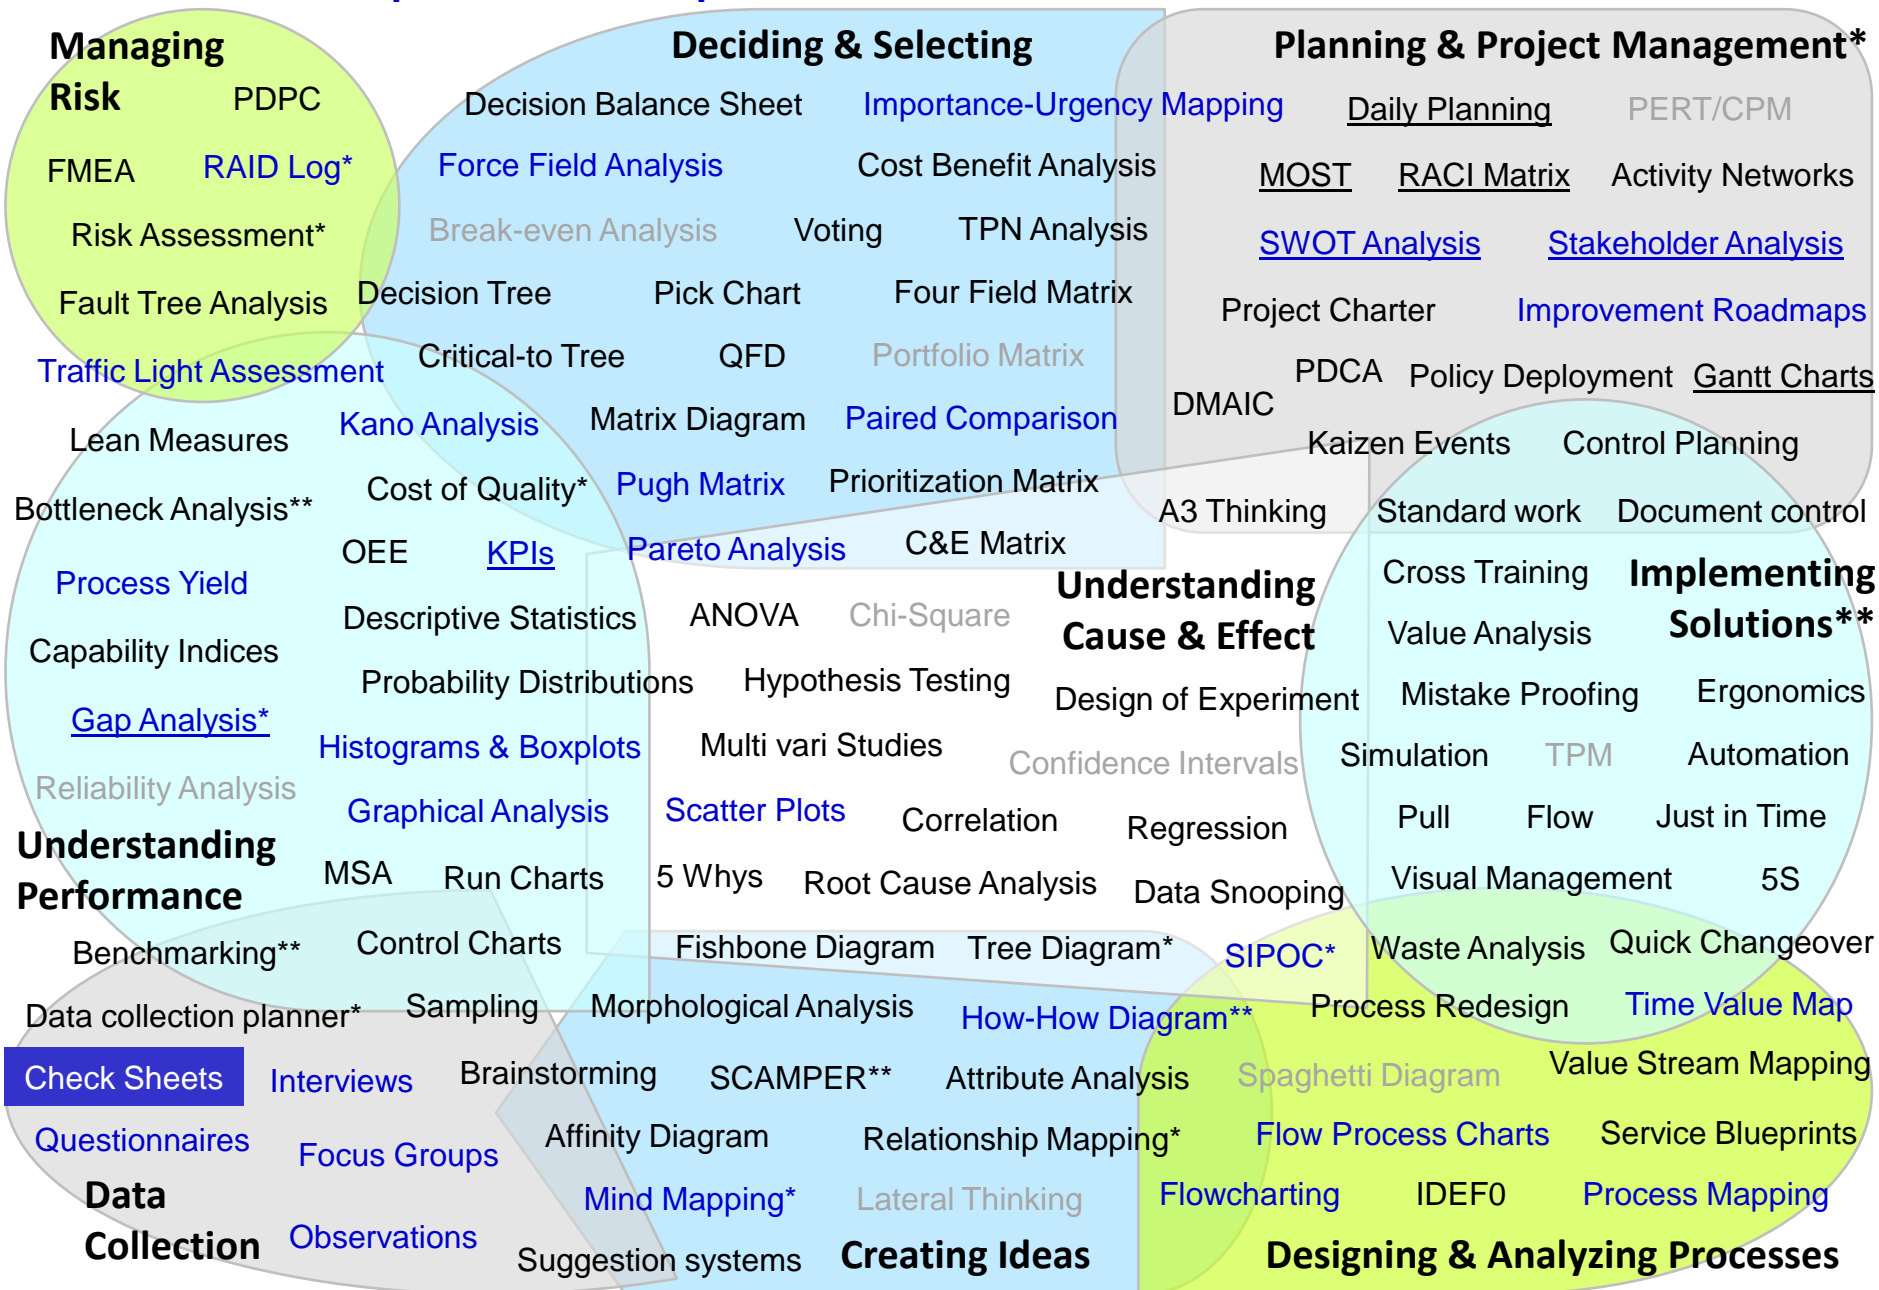 Managing
Risk
Deciding & Selecting
Planning & Project Management*
PDPC
Decision Balance Sheet
Importance-Urgency Mapping
Daily Planning
PERT/CPM
FMEA
RAID Log*
Force Field Analysis
Cost Benefit Analysis
MOST
RACI Matrix
Activity Networks
Risk Assessment*
Break-even Analysis
Voting
TPN Analysis
SWOT Analysis
Stakeholder Analysis
Fault Tree Analysis
Decision Tree
Pick Chart
Four Field Matrix
Project Charter
Improvement Roadmaps
Traffic Light Assessment
Critical-to Tree
QFD
Portfolio Matrix
PDCA
Policy Deployment
Gantt Charts
DMAIC
Lean Measures
Kano Analysis
Matrix Diagram
Paired Comparison
Kaizen Events
Control Planning
Bottleneck Analysis**
Cost of Quality*
Pugh Matrix
Prioritization Matrix
A3 Thinking
Standard work
Document control
OEE
KPIs
Pareto Analysis
C&E Matrix
Process Yield
Understanding
Cause & Effect
Cross Training
Implementing
Solutions**
Descriptive Statistics
ANOVA
Chi-Square
Value Analysis
Capability Indices
Probability Distributions
Hypothesis Testing
Design of Experiment
Mistake Proofing
Ergonomics
Gap Analysis*
Histograms & Boxplots
Multi vari Studies
Confidence Intervals
Simulation
TPM
Automation
Reliability Analysis
Graphical Analysis
Scatter Plots
Correlation
Regression
Pull
Flow
Just in Time
Understanding
Performance
MSA
Run Charts
5 Whys
Root Cause Analysis
Data Snooping
Visual Management
5S
Benchmarking**
Control Charts
Fishbone Diagram
Tree Diagram*
SIPOC*
Waste Analysis
Quick Changeover
Data collection planner*
Sampling
Morphological Analysis
How-How Diagram**
Process Redesign
Time Value Map
Check Sheets
Interviews
Brainstorming
SCAMPER**
Attribute Analysis
Spaghetti Diagram
Value Stream Mapping
Questionnaires
Focus Groups
Affinity Diagram
Relationship Mapping*
Flow Process Charts
Service Blueprints
Data
Collection
Observations
Mind Mapping*
Lateral Thinking
Flowcharting
IDEF0
Process Mapping
Suggestion systems
Creating Ideas
Designing & Analyzing Processes